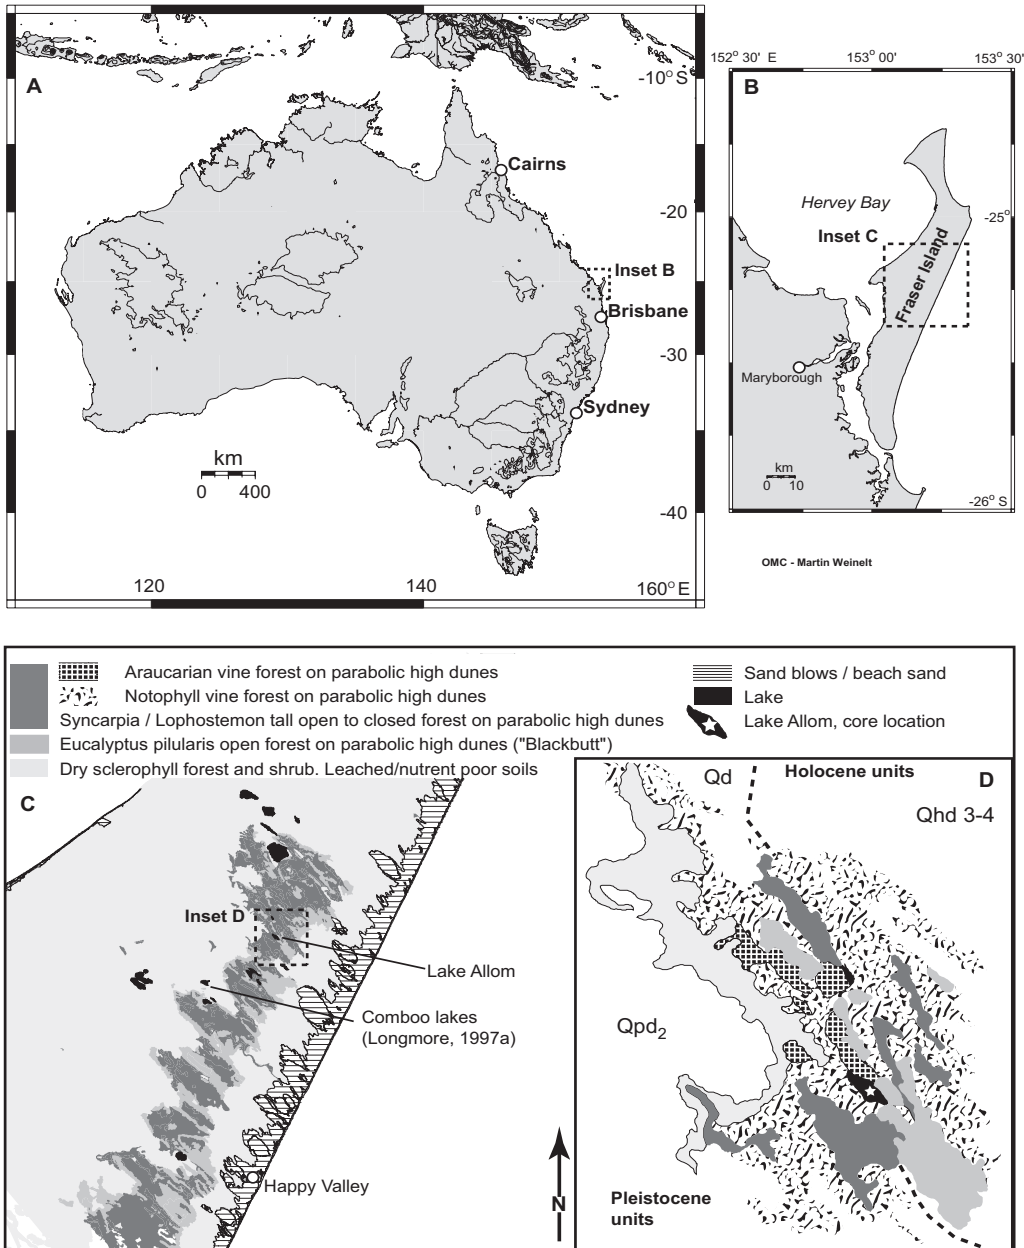 A
-10° S
Cairns
-20
Inset B
Brisbane
-30
Sydney
km
0 400
-40
120 140 160° E
152° 30' E 153° 00' 153° 30'
B
Hervey Bay
-25°
Inset C
Fraser Island
Maryborough
km
0 10
-26° S
OMC - Martin Weinelt
Araucarian vine forest on parabolic high dunes
Notophyll vine forest on parabolic high dunes
Syncarpia / Lophostemon tall open to closed forest on parabolic high dunes
Eucalyptus pilularis open forest on parabolic high dunes ("Blackbutt")
Dry sclerophyll forest and shrub. Leached/nutrent poor soils
Sand blows / beach sand
Lake
Lake Allom, core location
C
Inset D
Lake Allom
Comboo lakes
(Longmore, 1997a)
Happy Valley
N
Qd
Holocene units
D
Qhd 3-4
Qpd2
Pleistocene
units